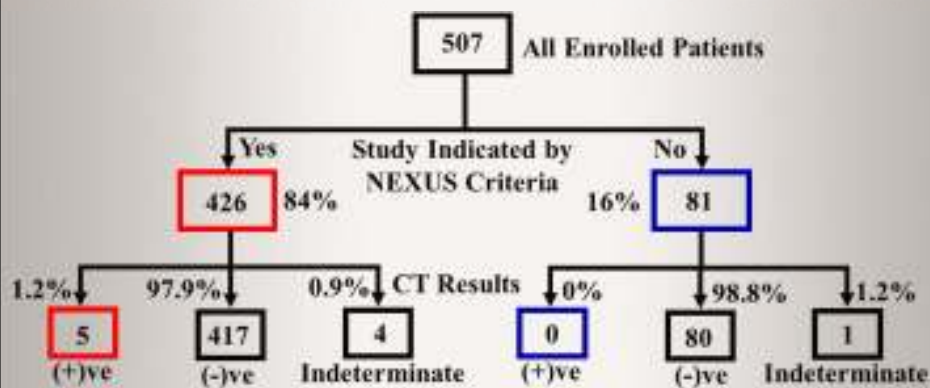 507 All Enrolled Patients
Yes Study Indicated by No
NEXUS Criteria
426 84% 16% 81
1.2% 97.9% 0.9% CT Results 0% 98.8% 1.2%
5 417 4 0 80 1
(+)ve (-)ve Indeterminate (+)ve (-)ve Indeterminate